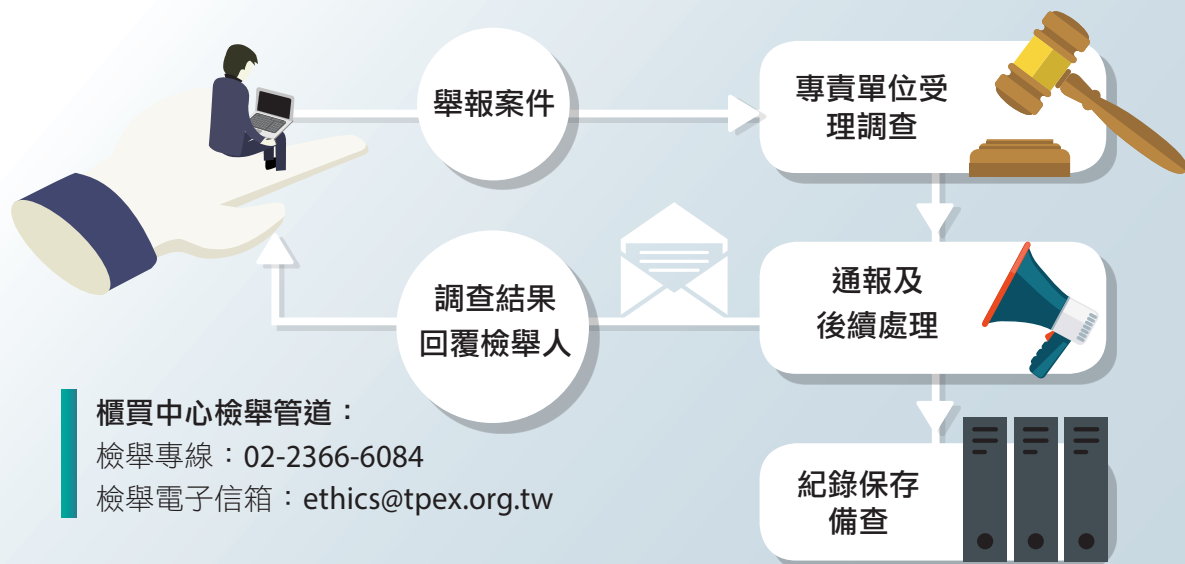 舉報案件
專責單位受
理調查
通報及
後續處理
調查結果
回覆檢舉人
紀錄保存
備查
櫃買中心檢舉管道：
檢舉專線：02-2366-6084
檢舉電子信箱：ethics@tpex.org.tw